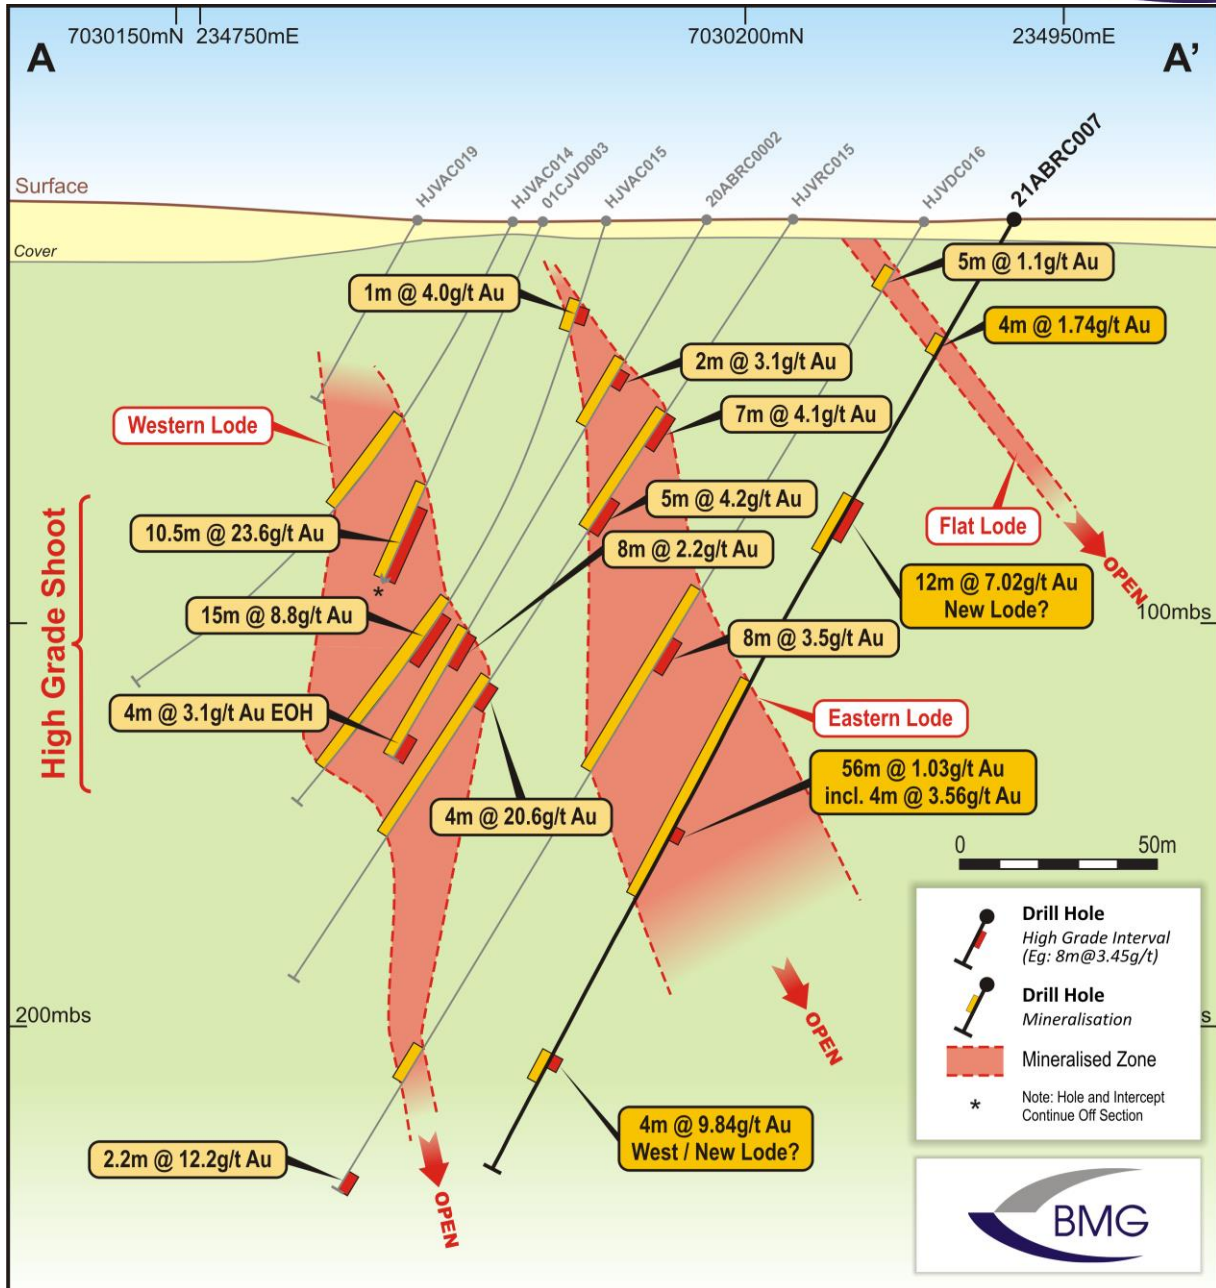 7030150mN
234750mE
7030200mN
234950mE
A
A'
HJVAC019
HJVAC014
01CJVD003
HJVAC015
20ABRC0002
HJVRC015
HJVDC016
21ABRC007
Surface
Cover
5m @ 1.1g/t Au
1m @ 4.0g/t Au
4m @ 1.74g/t Au
2m @ 3.1g/t Au
7m @ 4.1g/t Au
Western Lode
5m @ 4.2g/t Au
Flat Lode
10.5m @ 23.6g/t Au
8m @ 2.2g/t Au
OPEN
*
12m @ 7.02g/t Au
New Lode?
100mbs
High Grade Shoot
15m @ 8.8g/t Au
8m @ 3.5g/t Au
4m @ 3.1g/t Au EOH
Eastern Lode
56m @ 1.03g/t Au
incl. 4m @ 3.56g/t Au
4m @ 20.6g/t Au
0
50m
Drill Hole
High Grade Interval
(Eg: 8m@3.45g/t)
Drill Hole
Mineralisation
Mineralised Zone
* Note: Hole and Intercept
Continue Off Section
200mbs
s
OPEN
4m @ 9.84g/t Au
West / New Lode?
2.2m @ 12.2g/t Au
OPEN
BMG